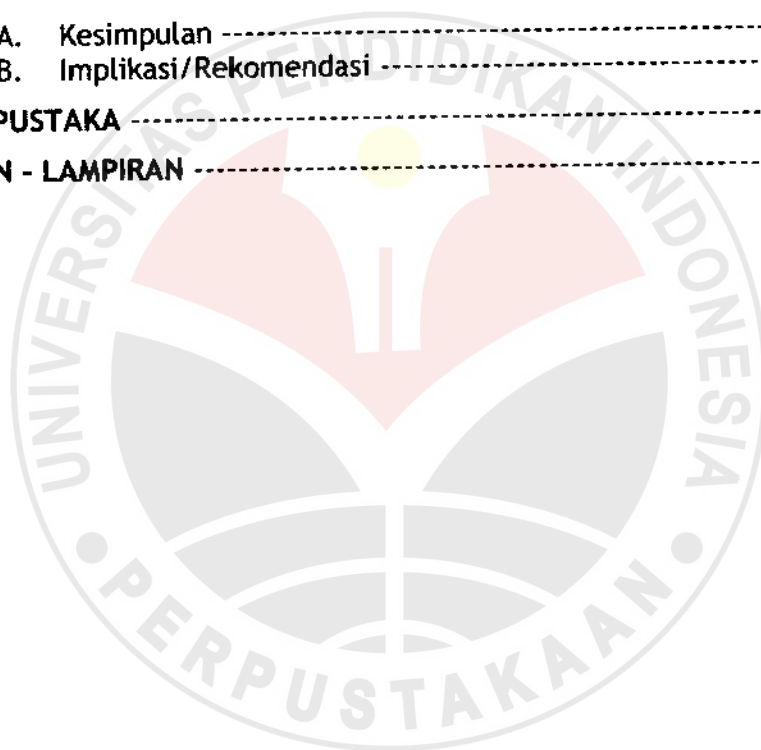 A. Kesimpulan ---------------------------------------------
B. Implikasi/Rekomendasi --------------------------------
PUSTAKA ------------------------------------------------------
N - LAMPIRAN -----------------------------------------------
UNIVERSITAS PENDIDIKAN INDONESIA
• PERPUSTAKAAN •